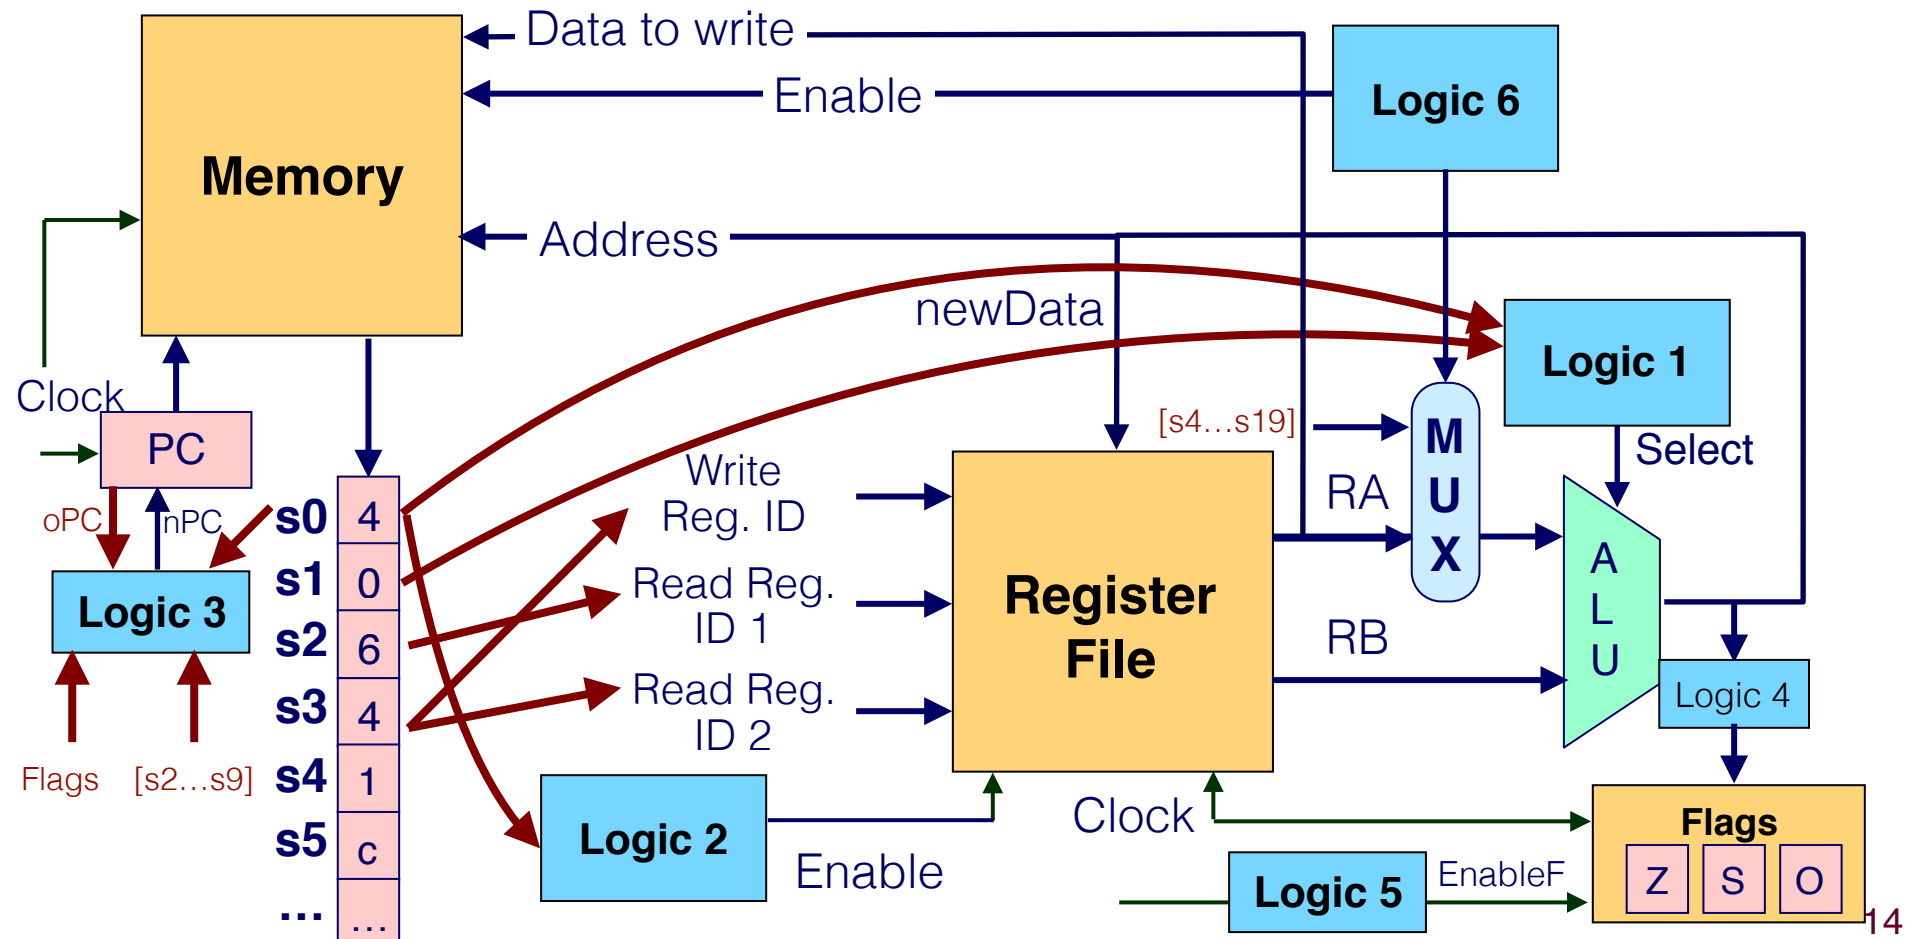 Data to write
Enable
Logic 6
Memory
Address
newData
Logic 1
Clock
PC
[s4...s19]
M
U
X
Select
Write
Reg. ID
RA
oPC
nPC
s0 4
s1 0
s2 6
s3 4
s4 1
s5 c
... ...
Logic 3
Read Reg.
ID 1
Register
File
A
L
U
RB
Read Reg.
ID 2
Logic 4
Flags
[s2...s9]
Logic 2
Enable
Clock
Flags
Z S O
Logic 5
EnableF
14